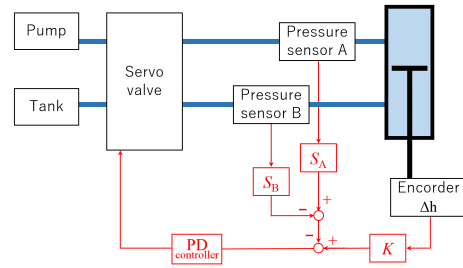 Pump
Pressure
sensor A
Servo
valve
Tank
Pressure
sensor B
S_A
S_B
Encorder
Δh
+
−
−
+
PD
controller
K